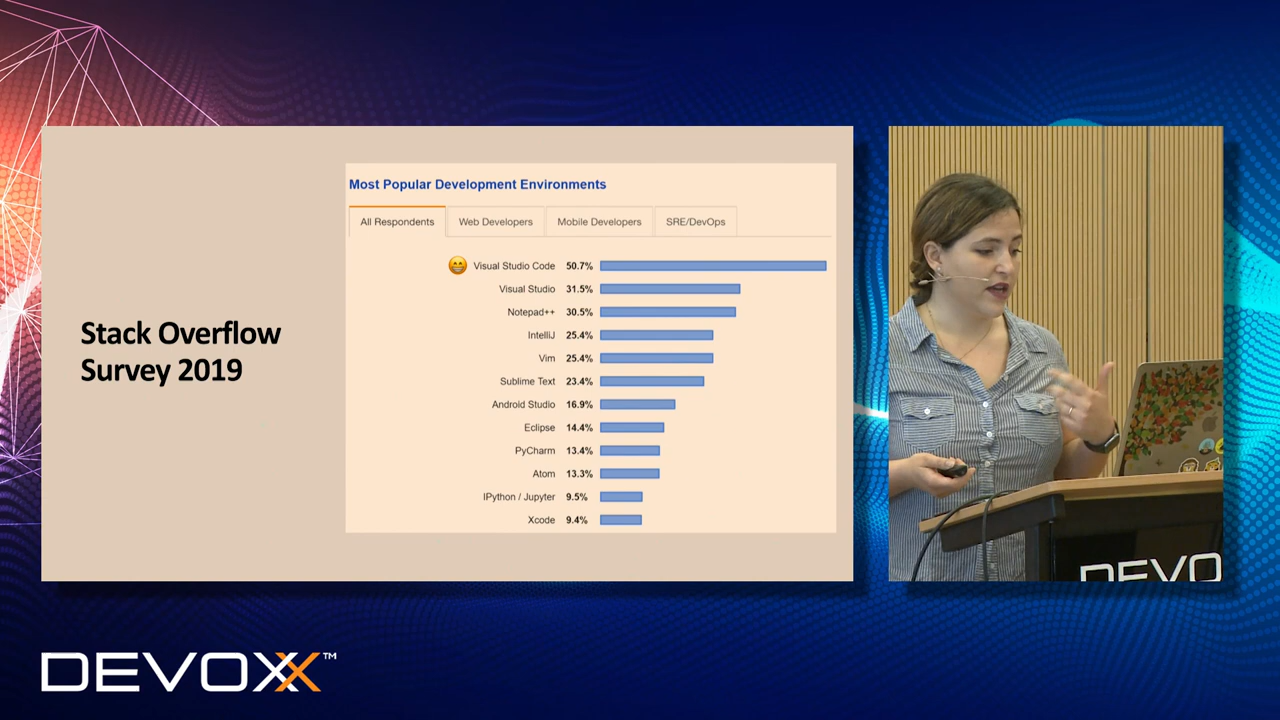 Stack Overflow
Survey 2019
Most Popular Development Environments
All Respondents Web Developers Mobile Developers SRE/DevOps
Visual Studio Code 50.7%
Visual Studio 31.5%
Notepad++ 30.5%
IntelliJ 25.4%
Vim 25.4%
Sublime Text 23.4%
Android Studio 16.9%
Eclipse 14.4%
PyCharm 13.4%
Atom 13.3%
IPython / Jupyter 9.5%
Xcode 9.4%
DEVO
DEVOXX™